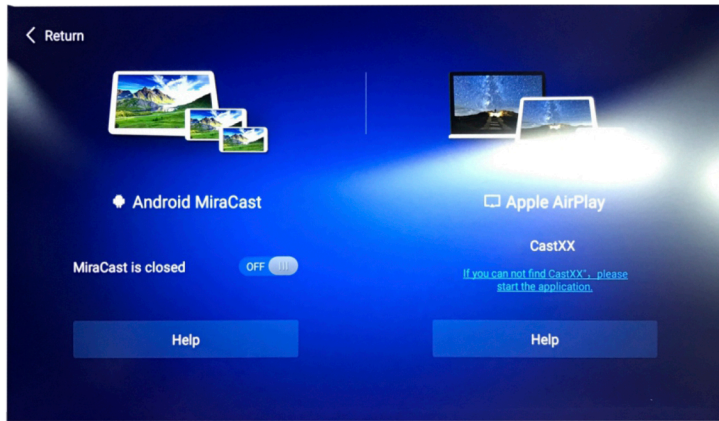 Return
Android MiraCast
MiraCast is closed
OFF
Help
Apple AirPlay
CastXX
If you can not find CastXX"，please
start the application.
Help